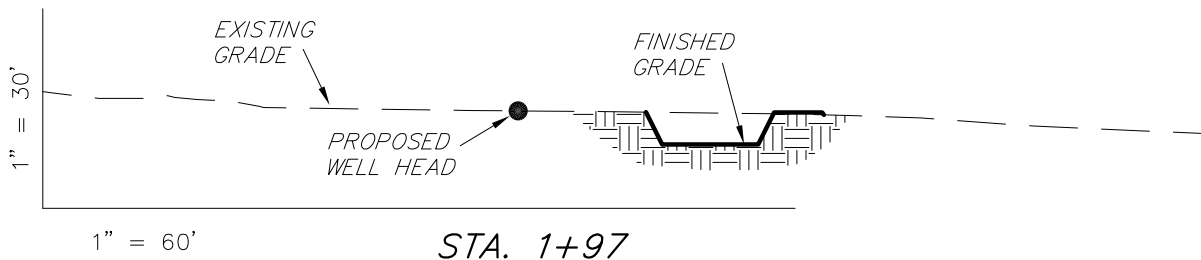 EXISTING
GRADE
FINISHED
GRADE
1" = 30'
PROPOSED
WELL HEAD
1" = 60'
STA. 1+97